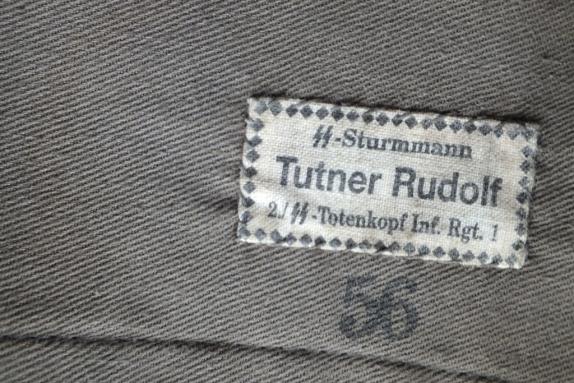 ᛋᛋ-Sturmmann
Tutner Rudolf
2./ᛋᛋ-Totenkopf Inf. Rgt. 1
56